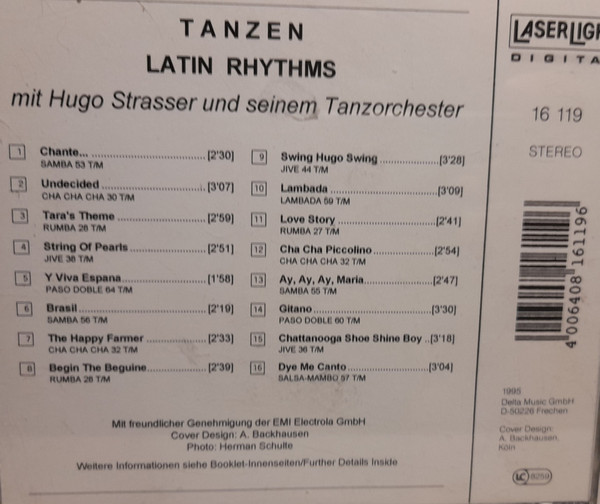 TANZEN
LATIN RHYTHMS
mit Hugo Strasser und seinem Tanzorchester
1 Chante... [2'30]
SAMBA 53 T/M
2 Undecided [3'07]
CHA CHA CHA 30 T/M
3 Tara's Theme [2'59]
RUMBA 26 T/M
4 String Of Pearls [2'51]
JIVE 38 T/M
5 Y Viva Espana [1'58]
PASO DOBLE 64 T/M
6 Brasil [2'19]
SAMBA 56 T/M
7 The Happy Farmer [2'33]
CHA CHA CHA 32 T/M
8 Begin The Beguine [2'39]
RUMBA 26 T/M
9 Swing Hugo Swing [3'28]
JIVE 44 T/M
10 Lambada [3'09]
LAMBADA 59 T/M
11 Love Story [2'41]
RUMBA 27 T/M
12 Cha Cha Piccolino [2'54]
CHA CHA CHA 32 T/M
13 Ay, Ay, Ay, Maria [2'47]
SAMBA 55 T/M
14 Gitano [3'30]
PASO DOBLE 60 T/M
15 Chattanooga Shoe Shine Boy [3'18]
JIVE 36 T/M
16 Dye Me Canto [3'04]
SALSA-MAMBO 57 T/M
Mit freundlicher Genehmigung der EMI Electrola GmbH
Cover Design: A. Backhausen
Photo: Herman Schulte
Weitere Informationen siehe Booklet-Innenseiten/Further Details Inside
LASERLIGH
DIGITA
16 119
STEREO
4 006408 161196
1995
Delta Music GmbH
D-50226 Frechen
Cover Design:
A. Backhausen,
Köln
LC 8259